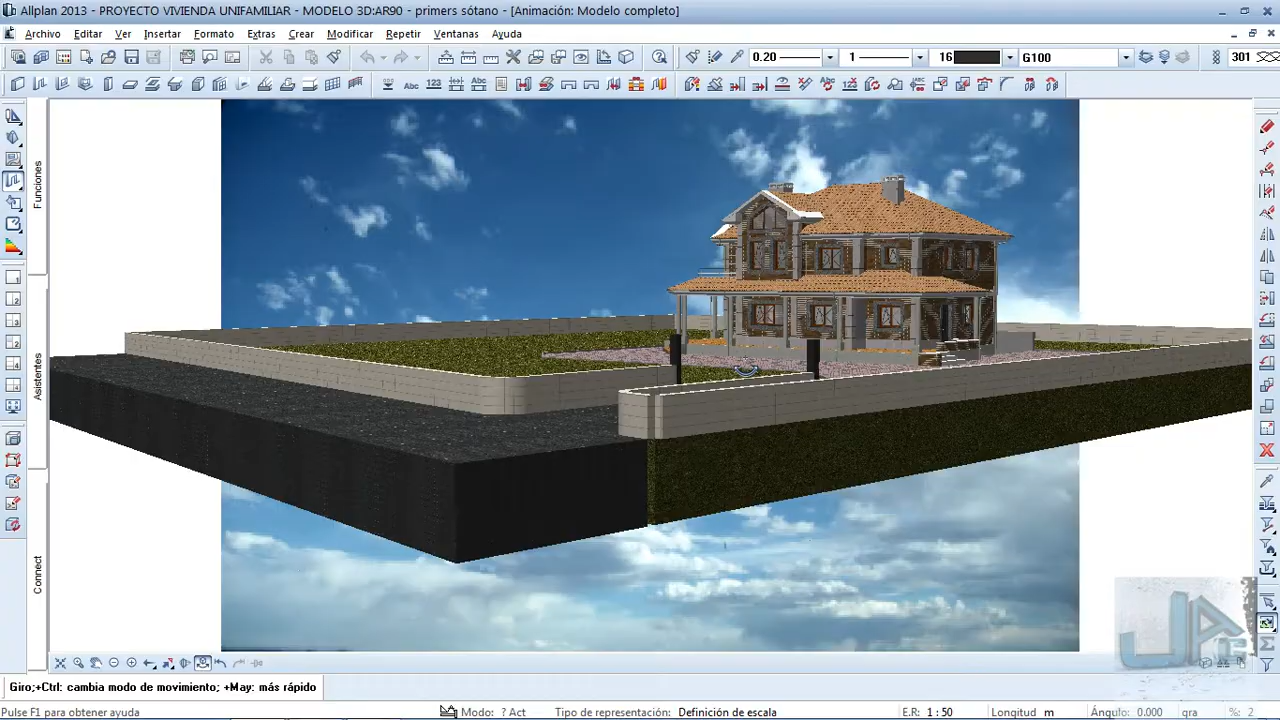 Allplan 2013 - PROYECTO VIVIENDA UNIFAMILIAR - MODELO 3D:AR90 - primers sótano - [Animación: Modelo completo]
Archivo Editar Ver Insertar Formato Extras Crear Modificar Repetir Ventanas Ayuda
0.20 1 16 G100 301
Abc 123 Abc
Funciones
Asistentes
Connect
Giro;+Ctrl: cambia modo de movimiento; +May: más rápido
Pulse F1 para obtener ayuda Modo: ? Act Tipo de representación: Definición de escala E.R: 1 : 50 Longitud m Ángulo: 0.000 gra %: 2